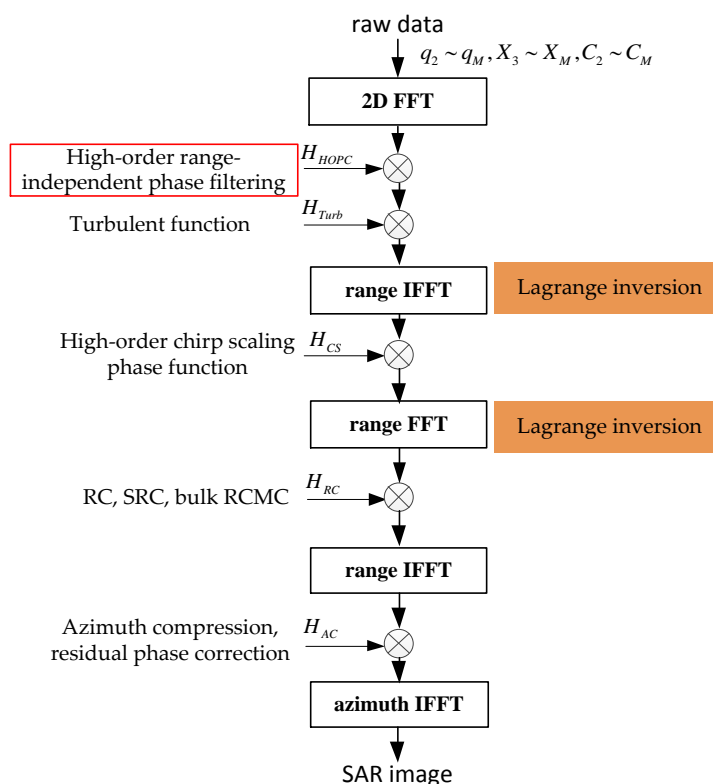 raw data
q₂ ~ q_M, X₃ ~ X_M, C₂ ~ C_M
2D FFT
High-order range-
independent phase filtering
H_HOPC
Turbulent function
H_Turb
range IFFT
Lagrange inversion
High-order chirp scaling
phase function
H_CS
range FFT
Lagrange inversion
RC, SRC, bulk RCMC
H_RC
range IFFT
Azimuth compression,
residual phase correction
H_AC
azimuth IFFT
SAR image